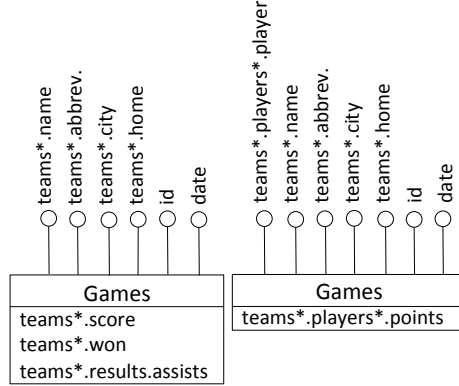 teams*.name
teams*.abbrev.
teams*.city
teams*.home
id
date
Games
teams*.score
teams*.won
teams*.results.assists
teams*.players*.player
teams*.name
teams*.abbrev.
teams*.city
teams*.home
id
date
Games
teams*.players*.points